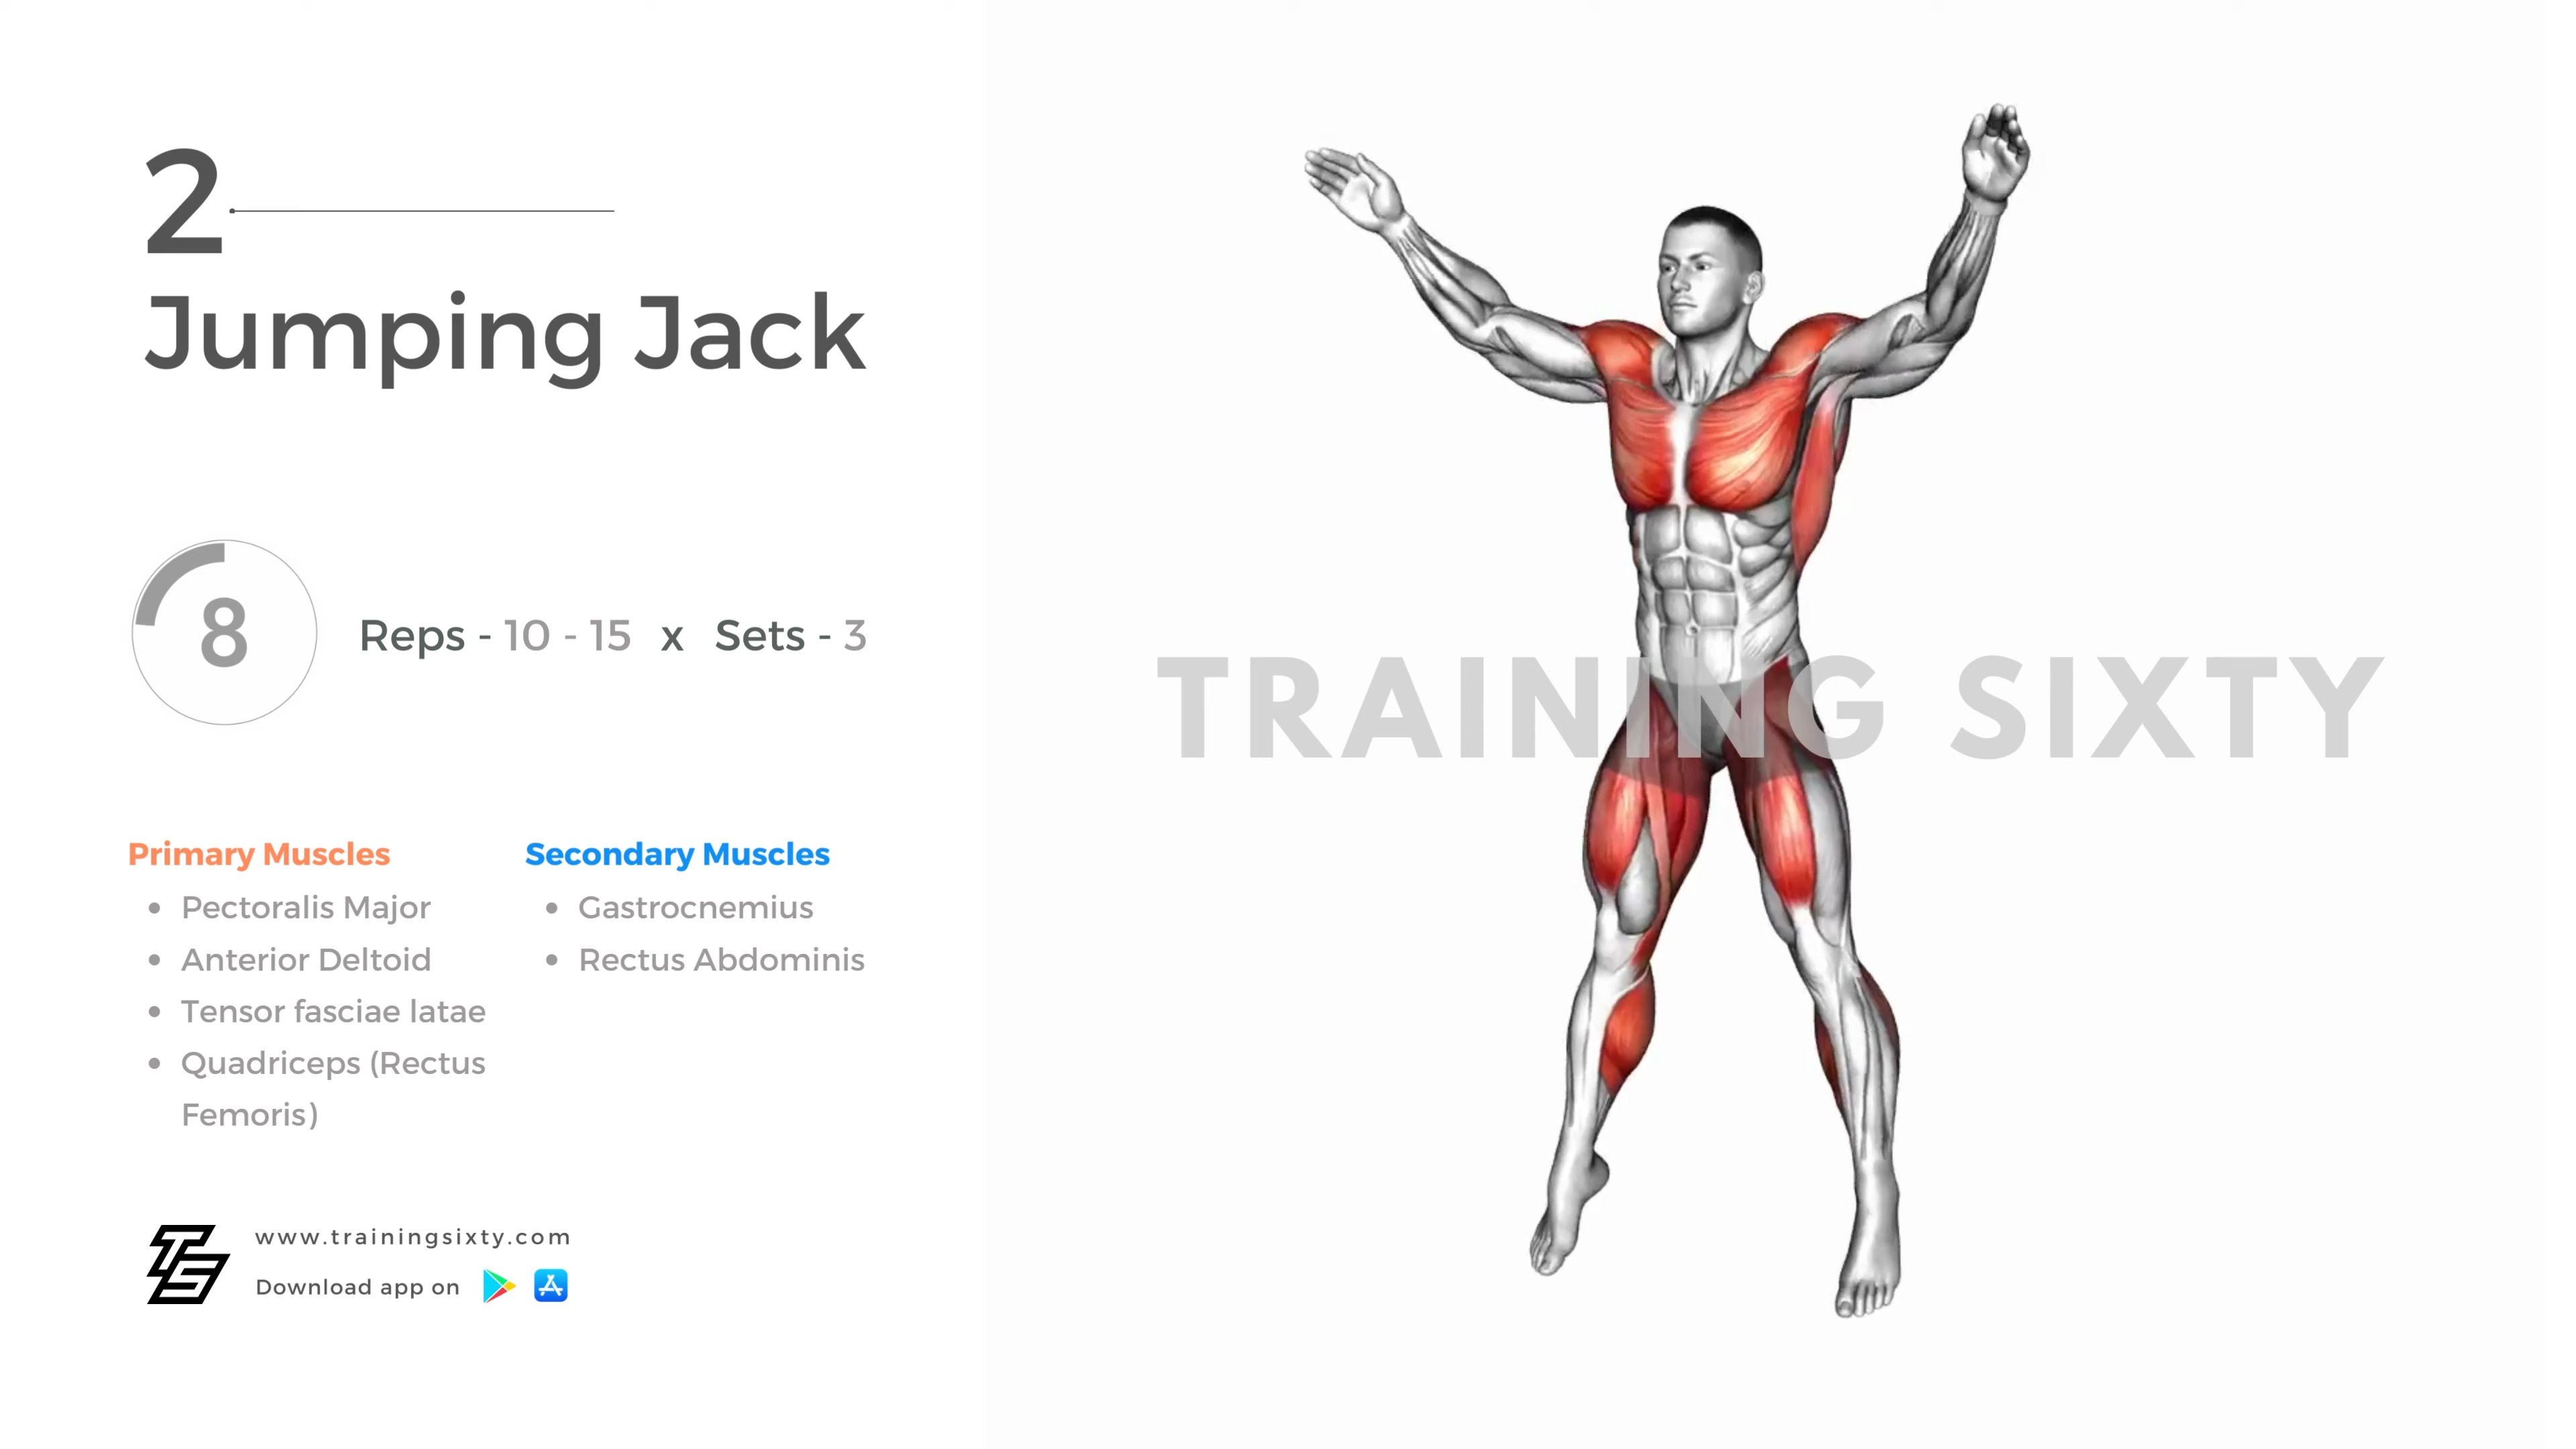 2
Jumping Jack
8
Reps - 10 - 15 x Sets - 3
Primary Muscles
• Pectoralis Major
• Anterior Deltoid
• Tensor fasciae latae
• Quadriceps (Rectus
Femoris)
Secondary Muscles
• Gastrocnemius
• Rectus Abdominis
TS
www.trainingsixty.com
Download app on
TRAINING SIXTY